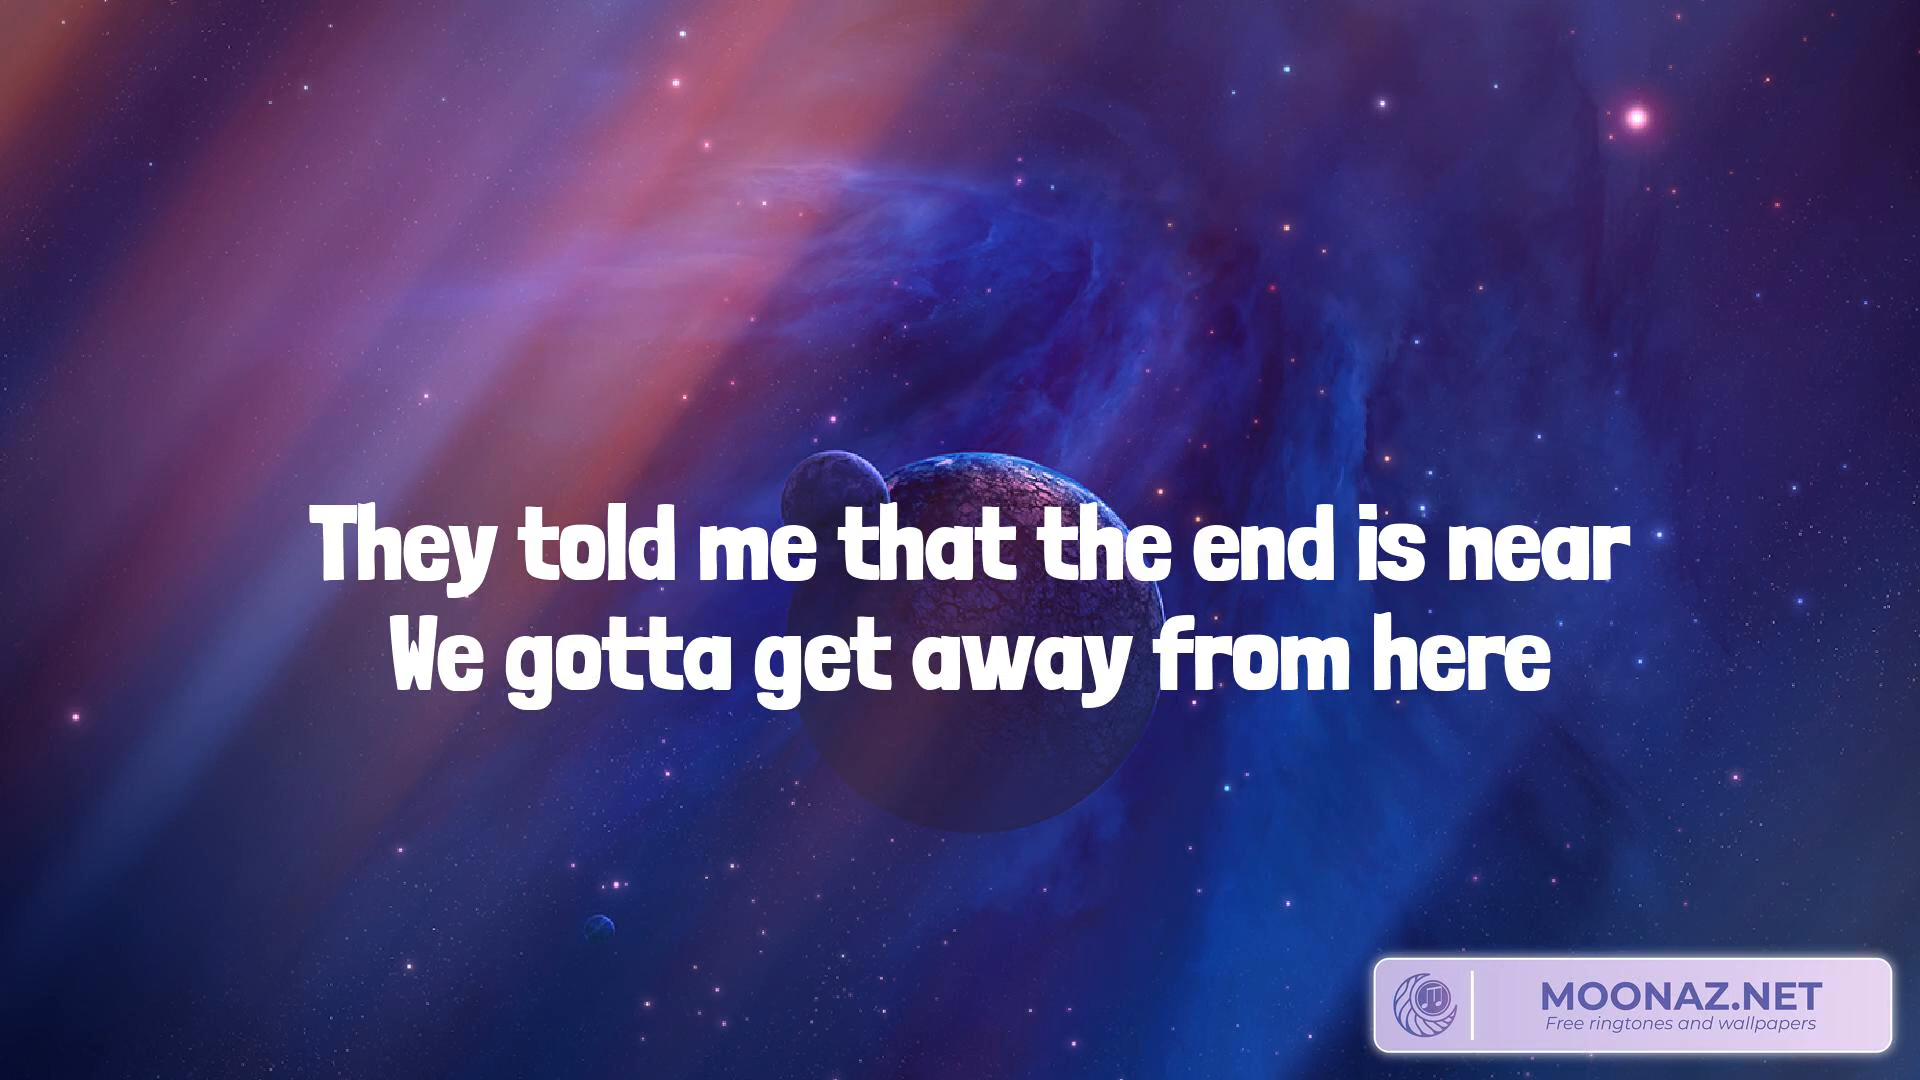 They told me that the end is near
We gotta get away from here
MOONAZ.NET
Free ringtones and wallpapers